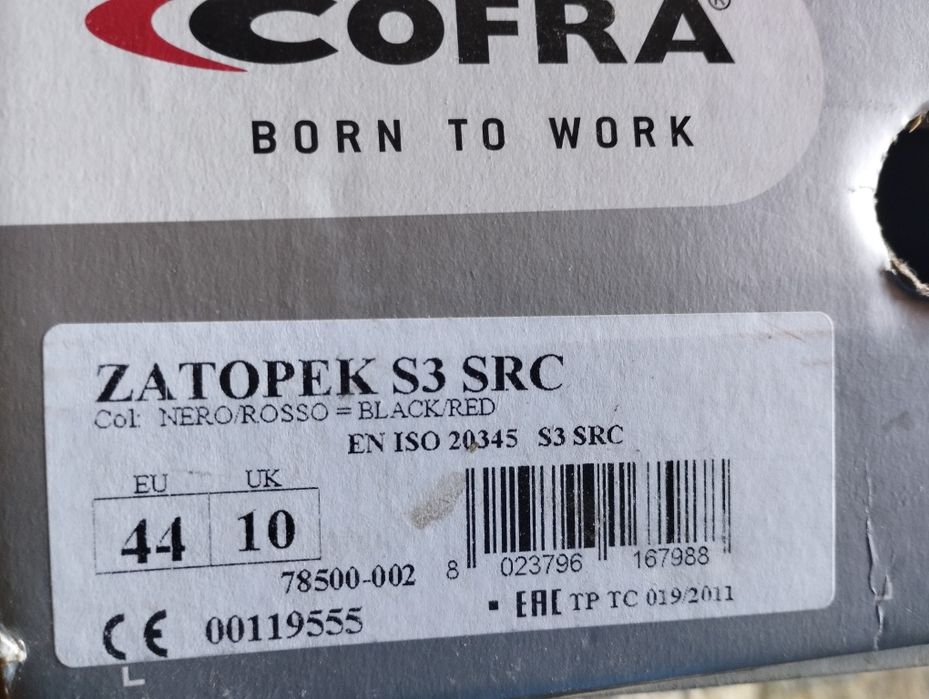 COFRA®
BORN TO WORK
ZATOPEK S3 SRC
Col: NERO/ROSSO = BLACK/RED
EN ISO 20345 S3 SRC
EU UK
44 10
78500-002
8 023796 167988
EAC TP TC 019/2011
CE 00119555